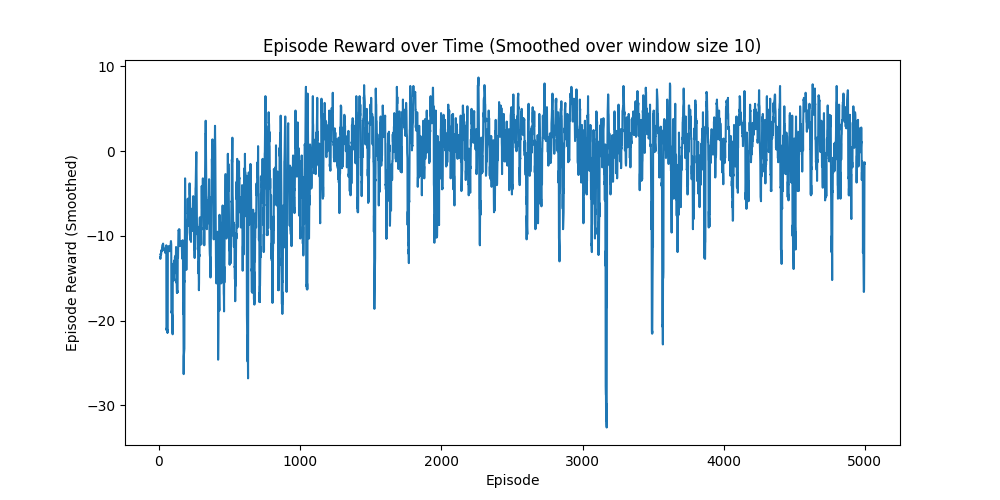 Episode Reward over Time (Smoothed over window size 10)
10
0
−10
−20
−30
Episode Reward (Smoothed)
0 1000 2000 3000 4000 5000
Episode